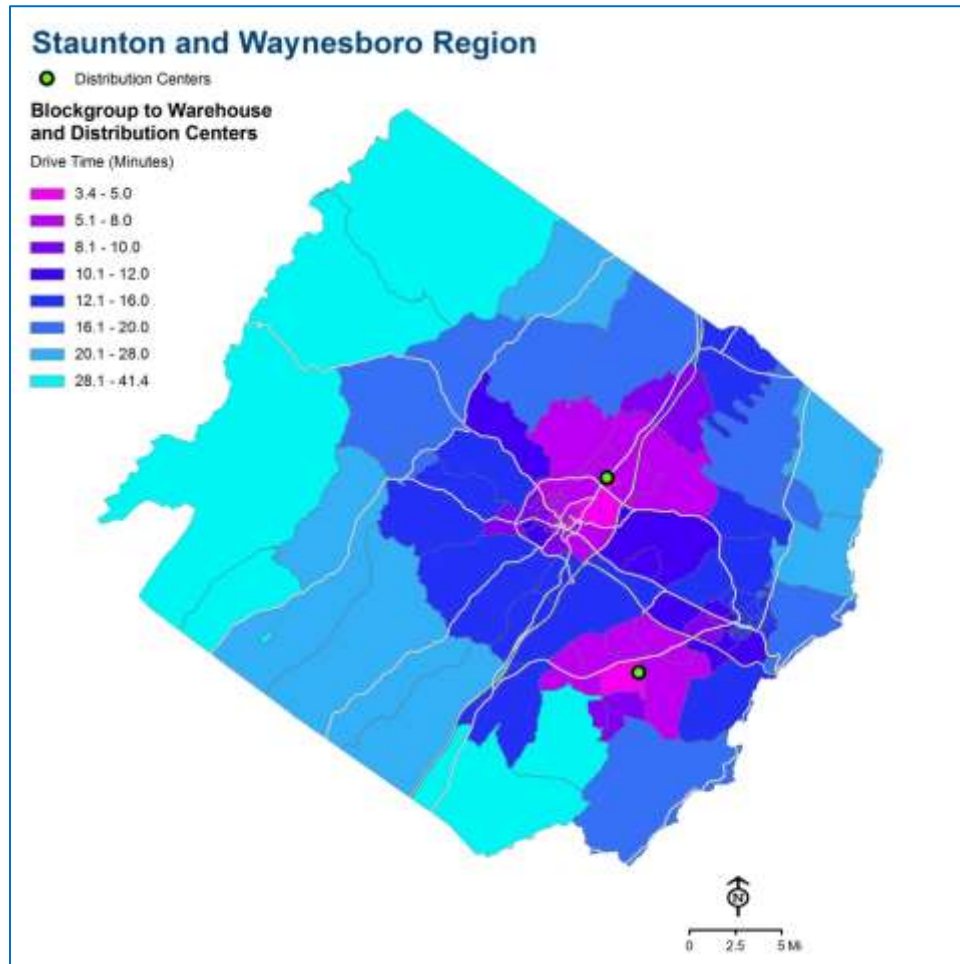 Staunton and Waynesboro Region
Distribution Centers
Blockgroup to Warehouse
and Distribution Centers
Drive Time (Minutes)
3.4 - 5.0
5.1 - 8.0
8.1 - 10.0
10.1 - 12.0
12.1 - 16.0
16.1 - 20.0
20.1 - 28.0
28.1 - 41.4
N
0 2.5 5 Mi